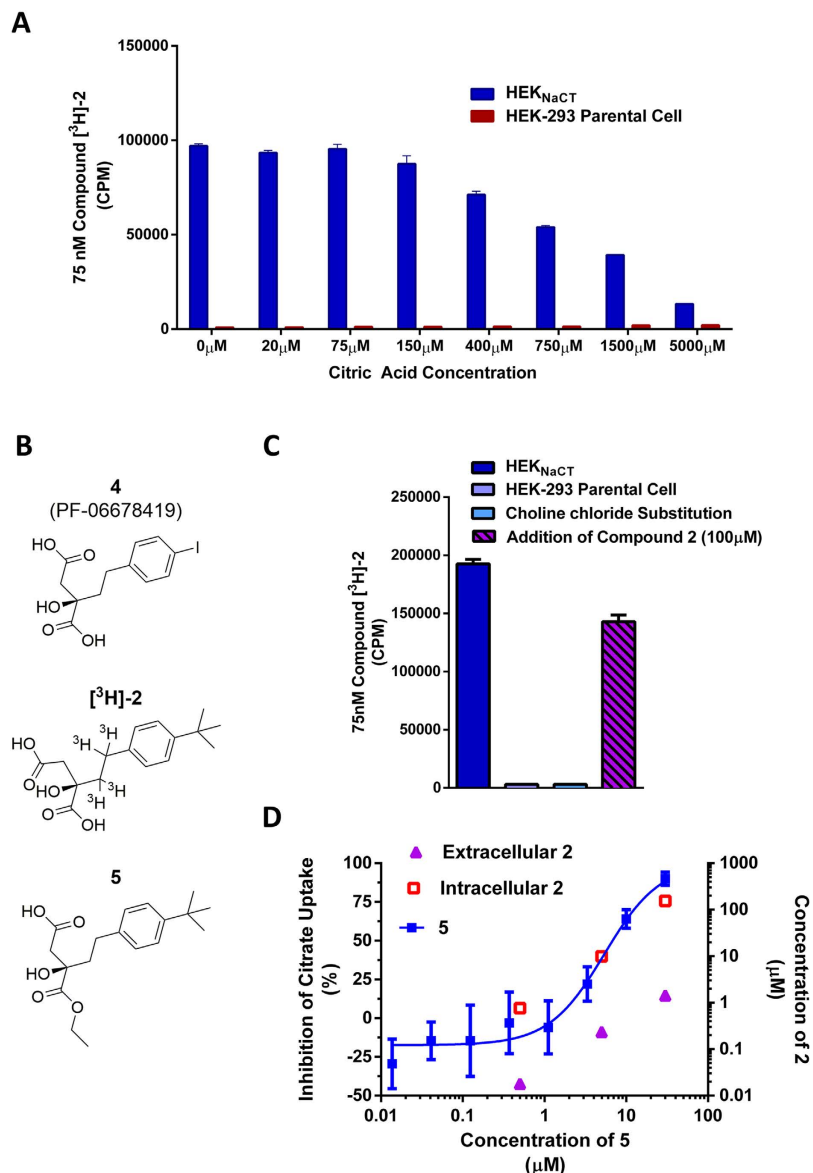 A
150000
100000
50000
0
75 nM Compound [³H]-2
(CPM)
HEKNaCT
HEK-293 Parental Cell
0μM 20μM 75μM 150μM 400μM 750μM 1500μM 5000μM
Citric Acid Concentration
B
4
(PF-06678419)
HO
O
I
HO
O
OH
[³H]-2
³H
³H
HO
O
HO
³H
³H
O
OH
5
HO
O
HO
O
O
C
HEKNaCT
HEK-293 Parental Cell
Choline chloride Substitution
Addition of Compound 2 (100μM)
250000
200000
150000
100000
50000
0
75nM Compound [³H]-2
(CPM)
D
Extracellular 2
Intracellular 2
5
100
75
50
25
0
-25
-50
Inhibition of Citrate Uptake
(%)
1000
100
10
1
0.1
0.01
Concentration of 2
(μM)
0.01 0.1 1 10 100
Concentration of 5
(μM)